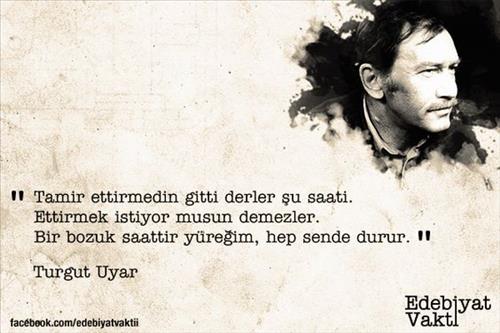 " Tamir ettirmedin gitti derler şu saati.
Ettirmek istiyor musun demezler.
Bir bozuk saattir yüreğim, hep sende durur. "
Turgut Uyar
Edebiyat
Vakti
facebook.com/edebiyatvaktii